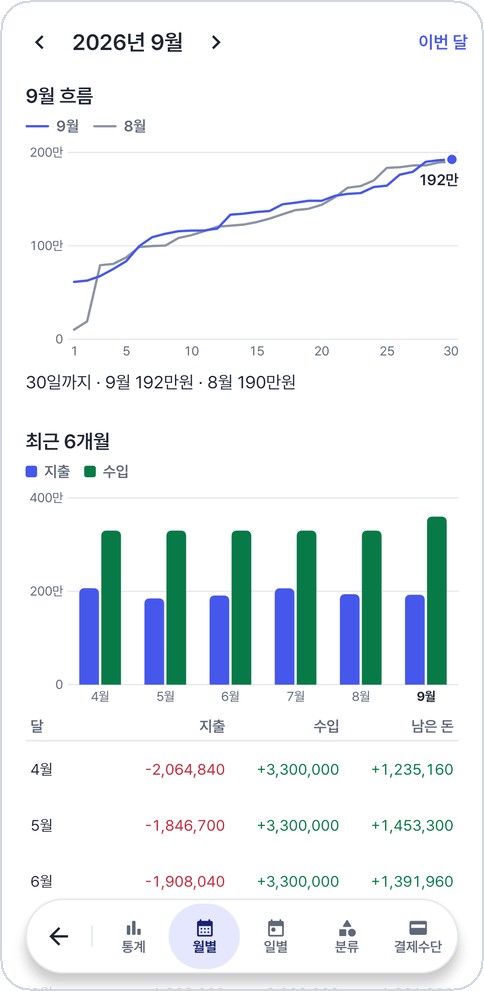 2026년 9월 이번 달
9월 흐름
9월 8월
200만
192만
100만
0
1 5 10 15 20 25 30
30일까지 · 9월 192만원 · 8월 190만원
최근 6개월
지출 수입
400만
200만
0
4월 5월 6월 7월 8월 9월
달 지출 수입 남은 돈
4월 -2,064,840 +3,300,000 +1,235,160
5월 -1,846,700 +3,300,000 +1,453,300
6월 -1,908,040 +3,300,000 +1,391,960
통계 월별 일별 분류 결제수단